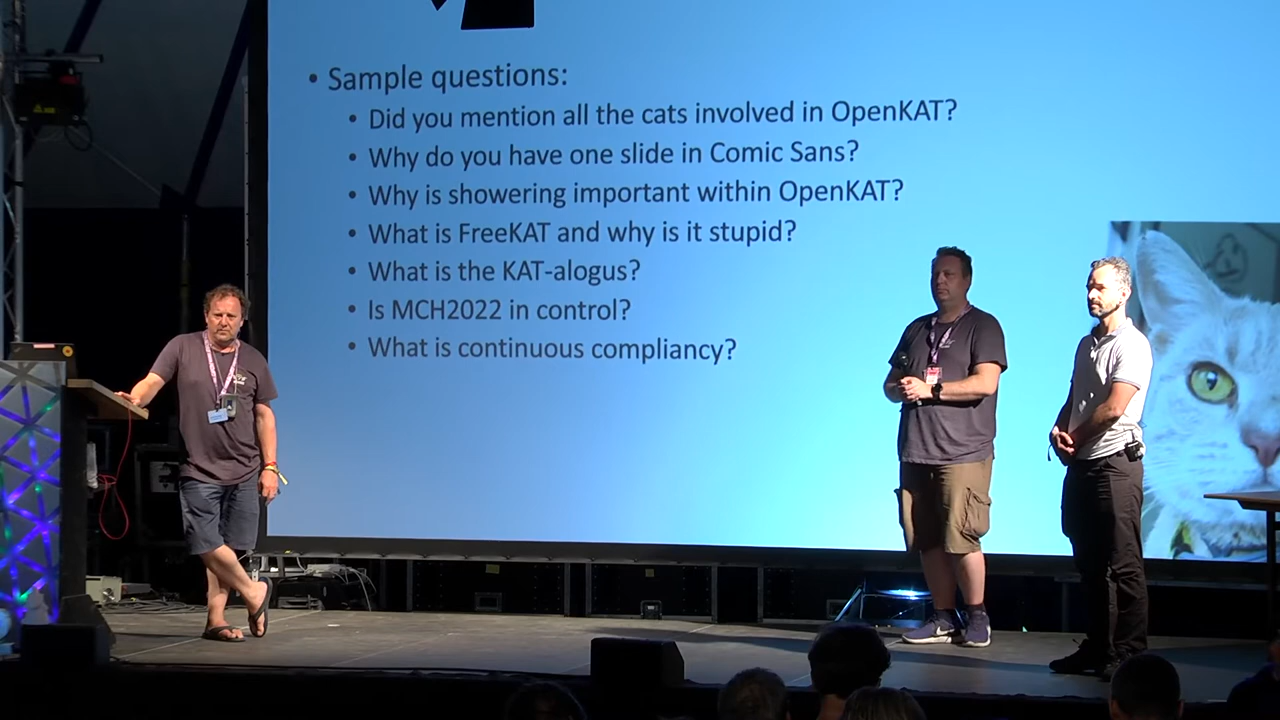 • Sample questions:
• Did you mention all the cats involved in OpenKAT?
• Why do you have one slide in Comic Sans?
• Why is showering important within OpenKAT?
• What is FreeKAT and why is it stupid?
• What is the KAT-alogus?
• Is MCH2022 in control?
• What is continuous compliancy?